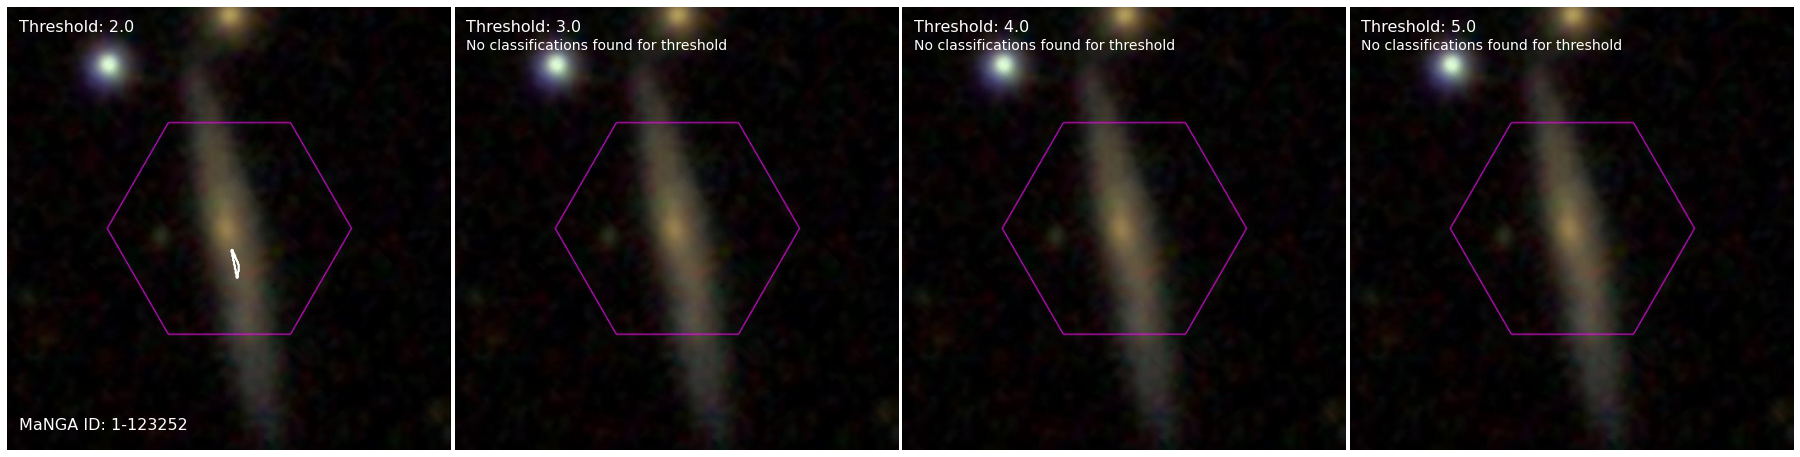 Threshold: 2.0
MaNGA ID: 1-123252
Threshold: 3.0
No classifications found for threshold
Threshold: 4.0
No classifications found for threshold
Threshold: 5.0
No classifications found for threshold